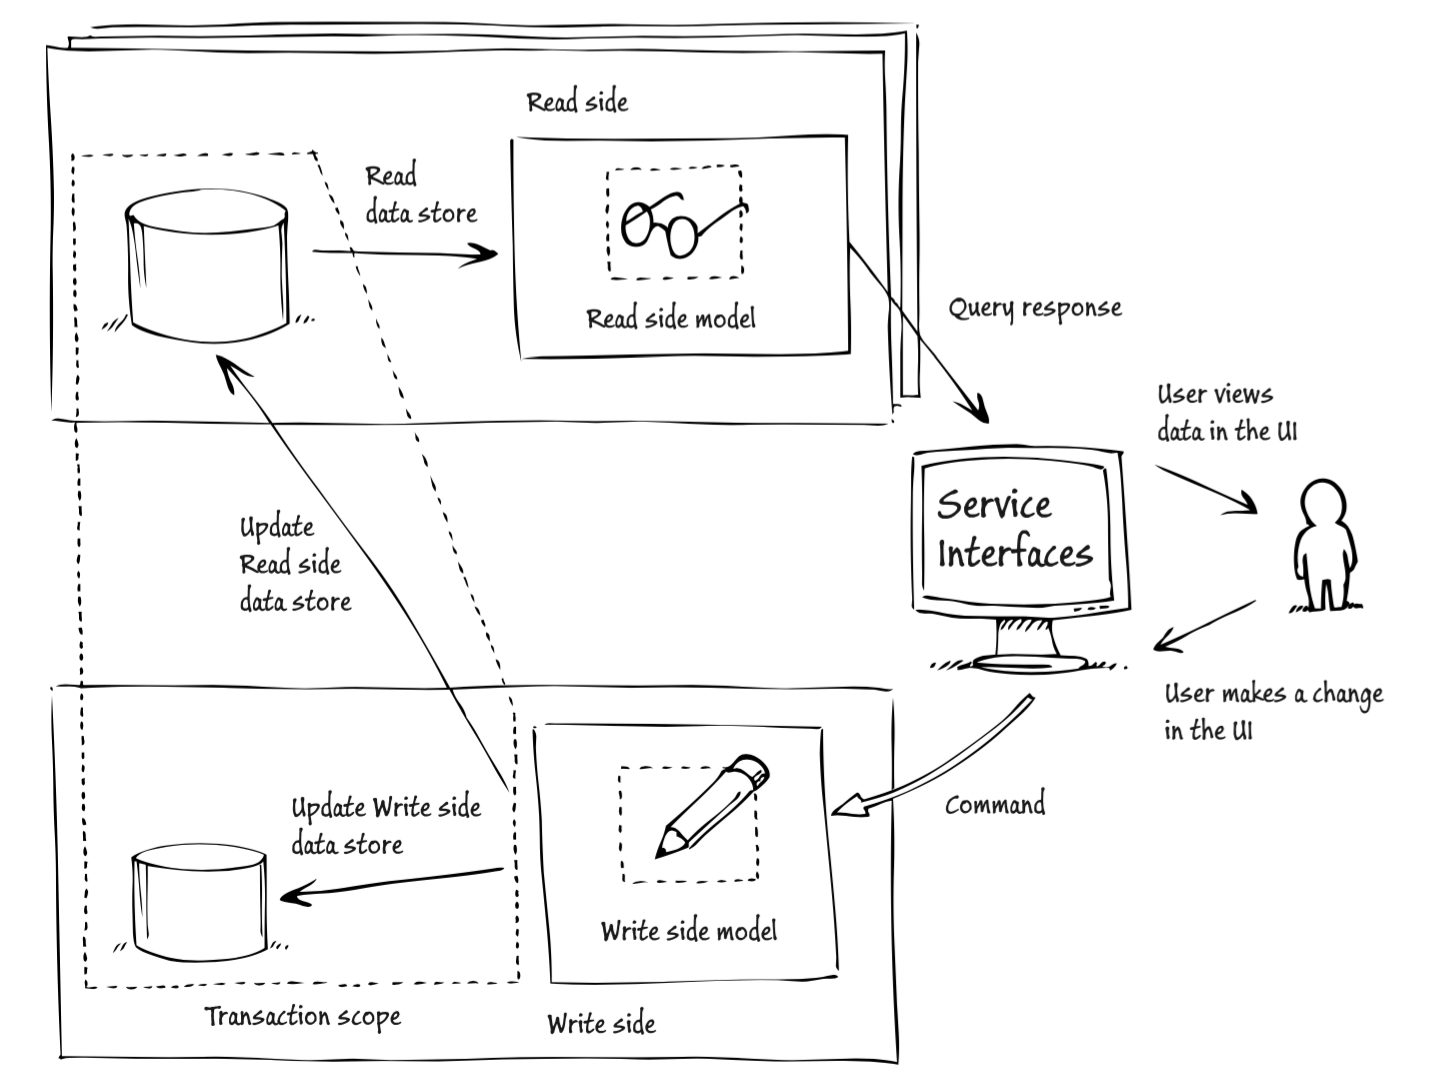 Read side
Read
data store
Read side model
Query response
User views
data in the UI
Service
Interfaces
Update
Read side
data store
User makes a change
in the UI
Update Write side
data store
Command
Write side model
Transaction scope
Write side